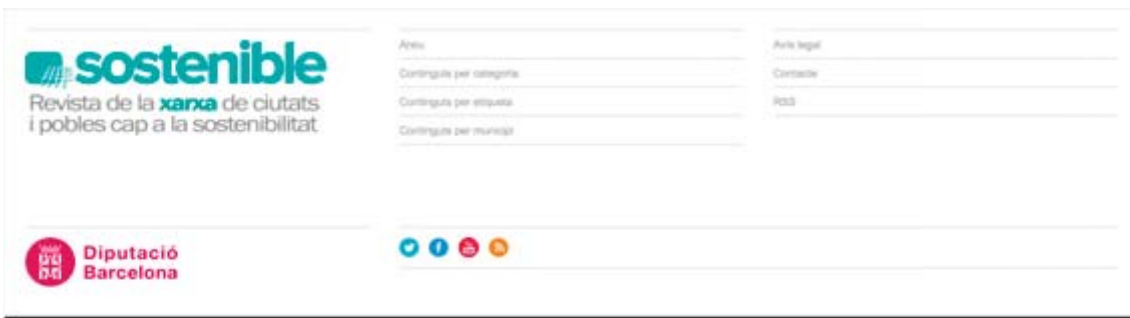 sostenible
Revista de la xarxa de ciutats
i pobles cap a la sostenibilitat
Arxiu
Continguts per categoria
Continguts per etiqueta
Continguts per municipi
Avís legal
Contacte
RSS
Diputació
Barcelona